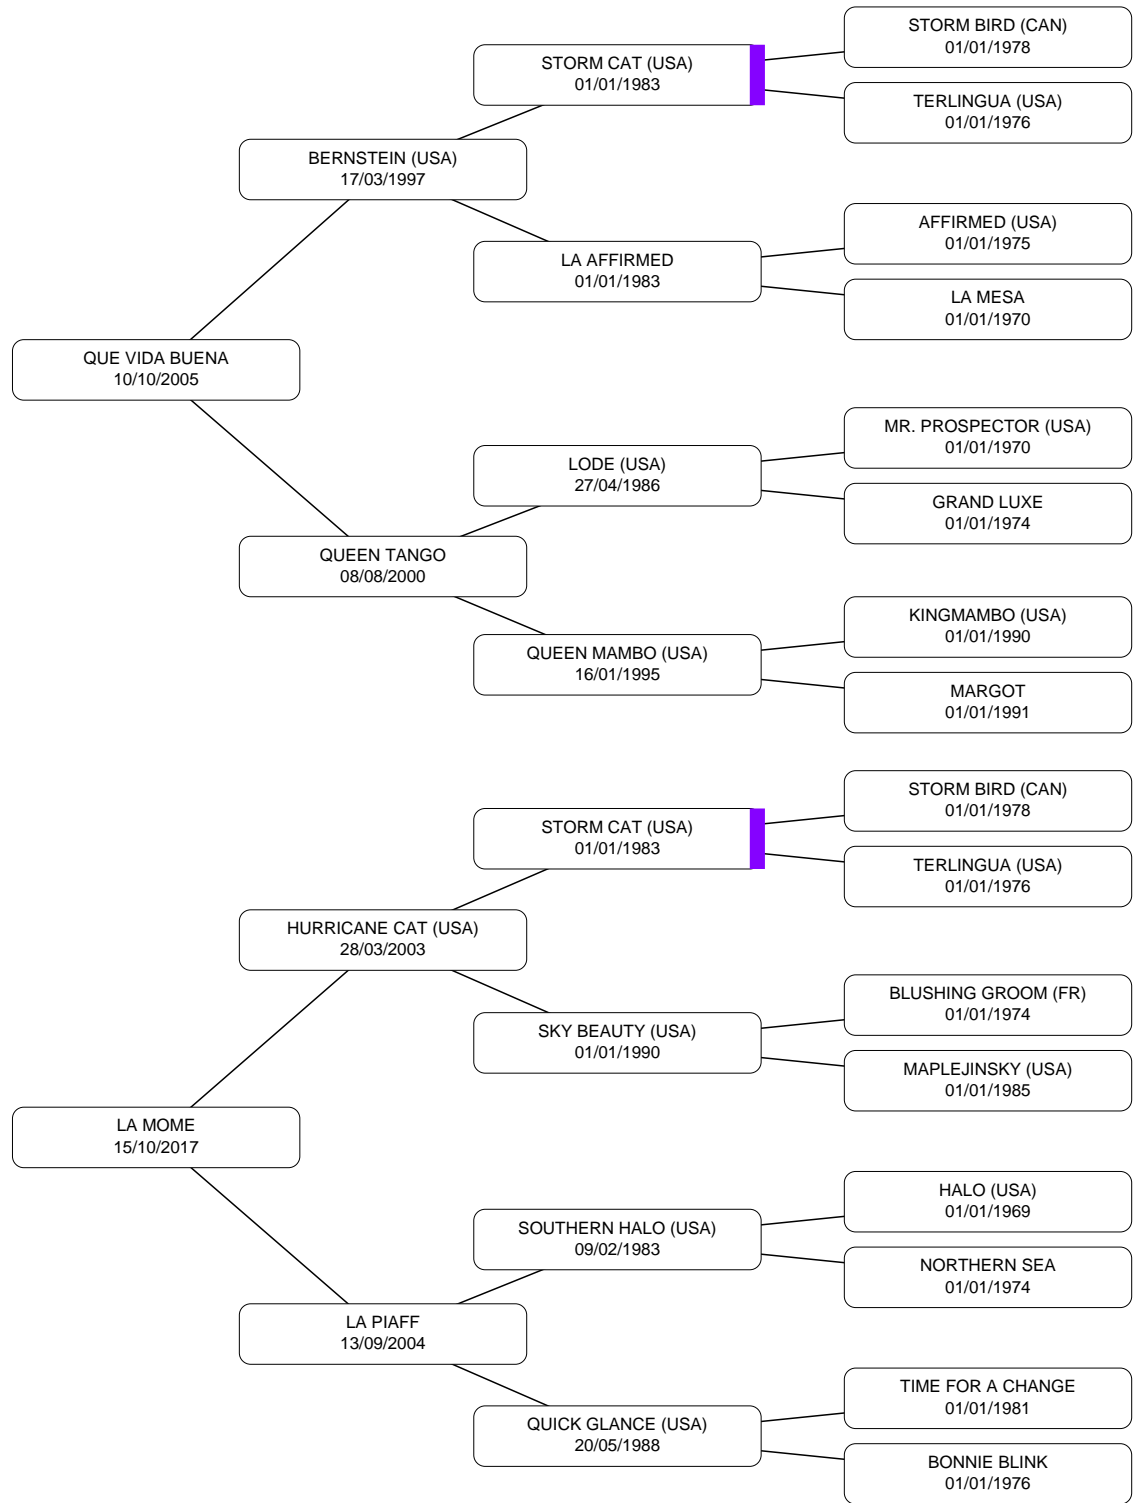 STORM BIRD (CAN)
01/01/1978
STORM CAT (USA)
01/01/1983
TERLINGUA (USA)
01/01/1976
BERNSTEIN (USA)
17/03/1997
AFFIRMED (USA)
01/01/1975
LA AFFIRMED
01/01/1983
LA MESA
01/01/1970
QUE VIDA BUENA
10/10/2005
MR. PROSPECTOR (USA)
01/01/1970
LODE (USA)
27/04/1986
GRAND LUXE
01/01/1974
QUEEN TANGO
08/08/2000
KINGMAMBO (USA)
01/01/1990
QUEEN MAMBO (USA)
16/01/1995
MARGOT
01/01/1991
STORM BIRD (CAN)
01/01/1978
STORM CAT (USA)
01/01/1983
TERLINGUA (USA)
01/01/1976
HURRICANE CAT (USA)
28/03/2003
BLUSHING GROOM (FR)
01/01/1974
SKY BEAUTY (USA)
01/01/1990
MAPLEJINSKY (USA)
01/01/1985
LA MOME
15/10/2017
HALO (USA)
01/01/1969
SOUTHERN HALO (USA)
09/02/1983
NORTHERN SEA
01/01/1974
LA PIAFF
13/09/2004
TIME FOR A CHANGE
01/01/1981
QUICK GLANCE (USA)
20/05/1988
BONNIE BLINK
01/01/1976